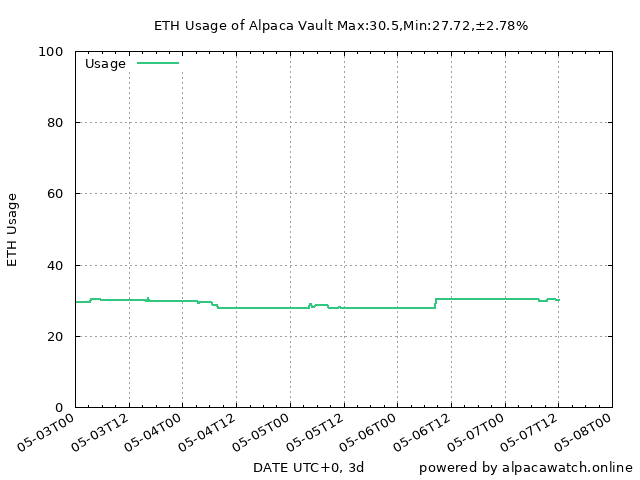 ETH Usage of Alpaca Vault Max:30.5,Min:27.72,±2.78%
100
Usage
80
60
ETH Usage
40
20
0
05-03T00
05-03T12
05-04T00
05-04T12
05-05T00
05-05T12
05-06T00
05-06T12
05-07T00
05-07T12
05-08T00
DATE UTC+0, 3d
powered by alpacawatch.online